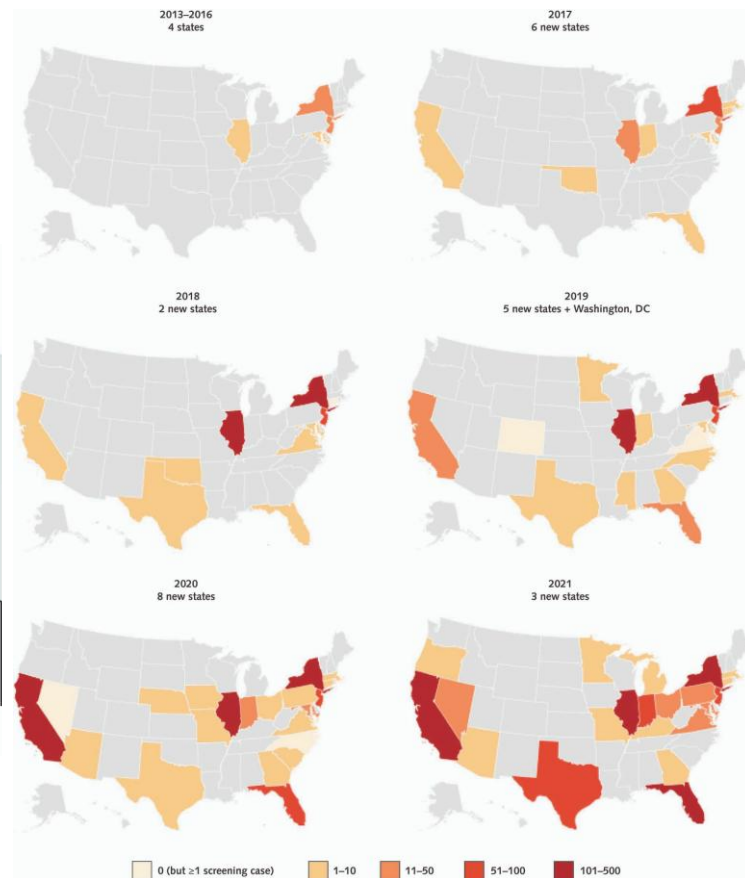 2013–2016
4 states
2017
6 new states
2018
2 new states
2019
5 new states + Washington, DC
2020
8 new states
2021
3 new states
0 (but ≥1 screening case)
1–10
11–50
51–100
101–500